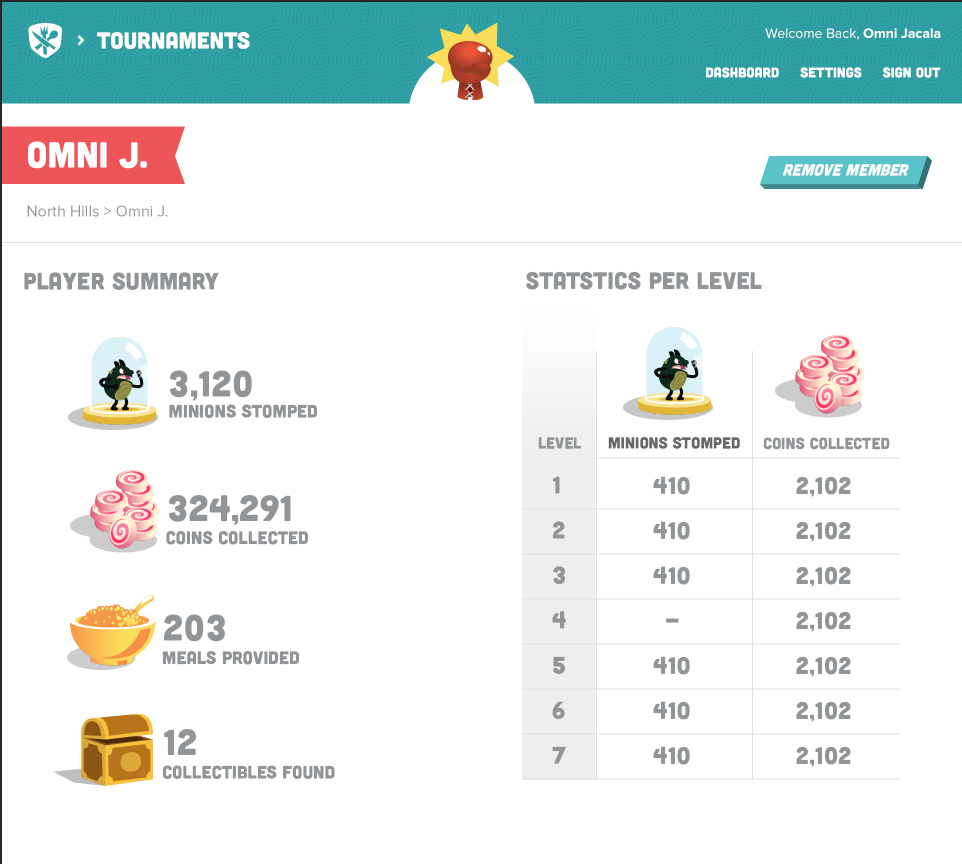 > TOURNAMENTS
Welcome Back, Omni Jacala
DASHBOARD SETTINGS SIGN OUT
OMNI J.
REMOVE MEMBER
North Hills > Omni J.
PLAYER SUMMARY
3,120
MINIONS STOMPED
324,291
COINS COLLECTED
203
MEALS PROVIDED
12
COLLECTIBLES FOUND
STATSTICS PER LEVEL
LEVEL MINIONS STOMPED COINS COLLECTED
1 410 2,102
2 410 2,102
3 410 2,102
4 – 2,102
5 410 2,102
6 410 2,102
7 410 2,102